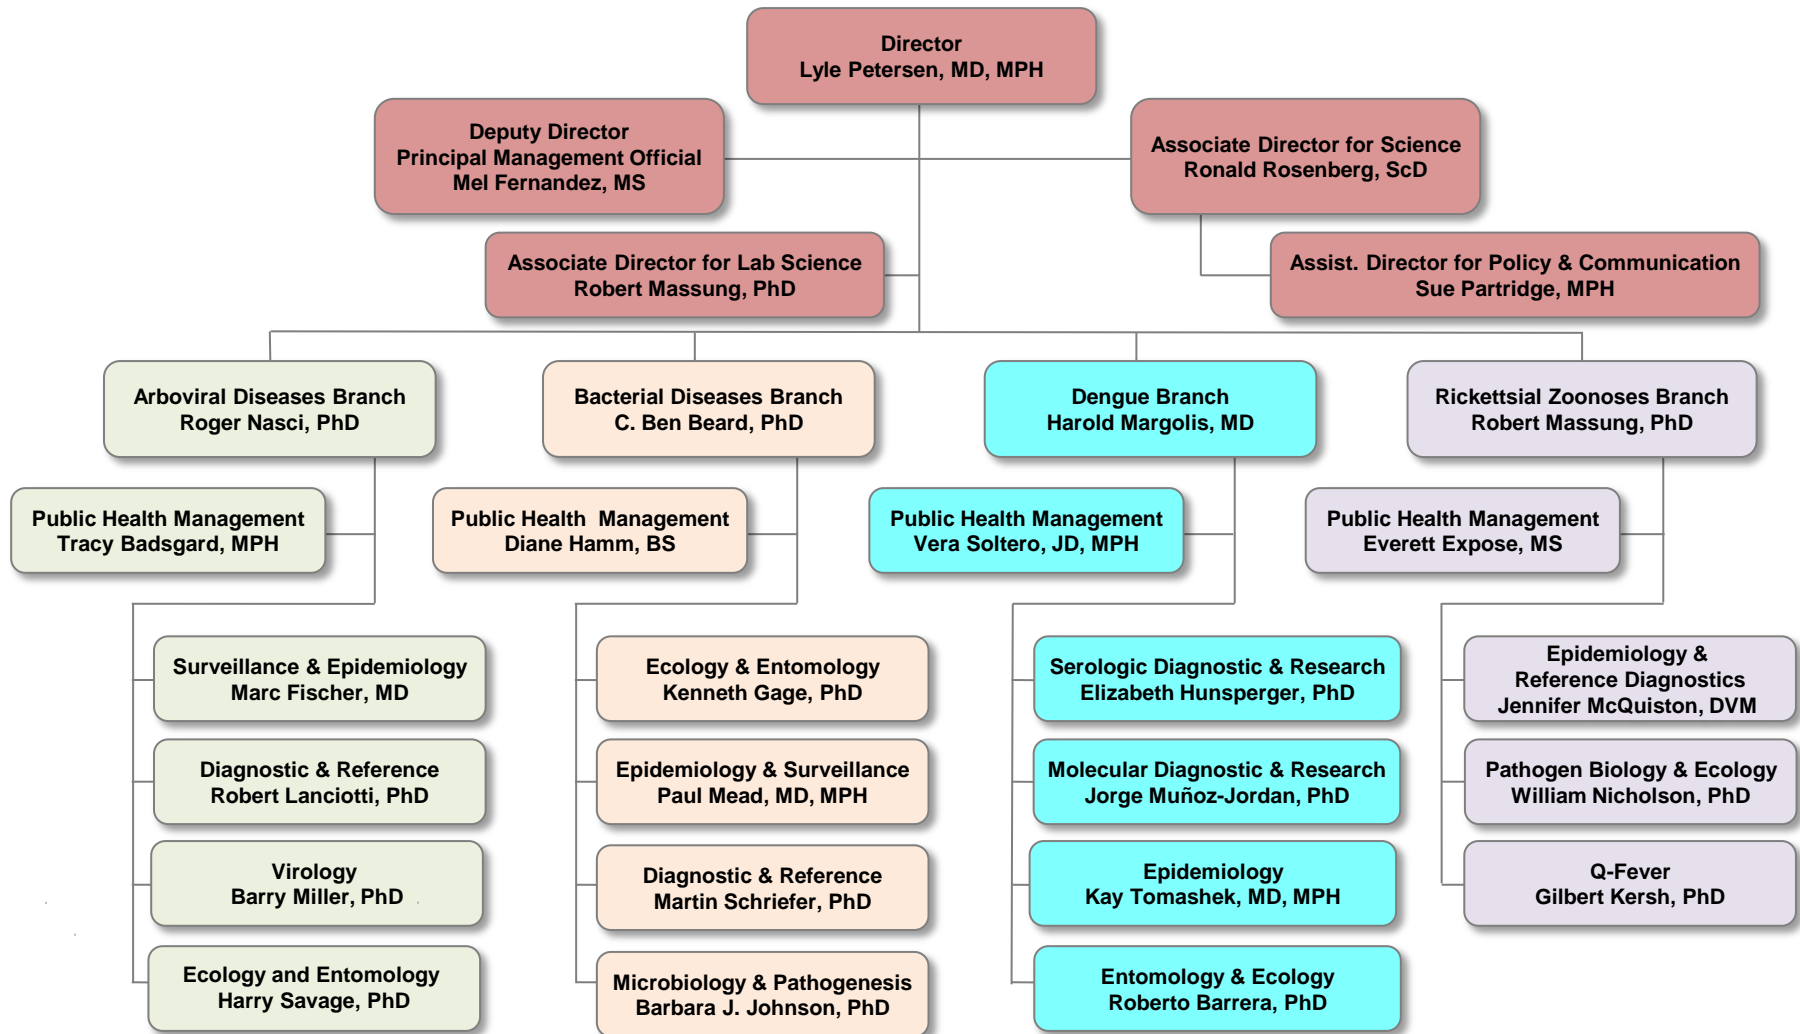 Director
Lyle Petersen, MD, MPH
Deputy Director
Principal Management Official
Mel Fernandez, MS
Associate Director for Science
Ronald Rosenberg, ScD
Associate Director for Lab Science
Robert Massung, PhD
Assist. Director for Policy & Communication
Sue Partridge, MPH
Arboviral Diseases Branch
Roger Nasci, PhD
Bacterial Diseases Branch
C. Ben Beard, PhD
Dengue Branch
Harold Margolis, MD
Rickettsial Zoonoses Branch
Robert Massung, PhD
Public Health Management
Tracy Badsgard, MPH
Public Health Management
Diane Hamm, BS
Public Health Management
Vera Soltero, JD, MPH
Public Health Management
Everett Expose, MS
Surveillance & Epidemiology
Marc Fischer, MD
Ecology & Entomology
Kenneth Gage, PhD
Serologic Diagnostic & Research
Elizabeth Hunsperger, PhD
Epidemiology &
Reference Diagnostics
Jennifer McQuiston, DVM
Diagnostic & Reference
Robert Lanciotti, PhD
Epidemiology & Surveillance
Paul Mead, MD, MPH
Molecular Diagnostic & Research
Jorge Muñoz-Jordan, PhD
Pathogen Biology & Ecology
William Nicholson, PhD
Virology
Barry Miller, PhD
Diagnostic & Reference
Martin Schriefer, PhD
Epidemiology
Kay Tomashek, MD, MPH
Q-Fever
Gilbert Kersh, PhD
Ecology and Entomology
Harry Savage, PhD
Microbiology & Pathogenesis
Barbara J. Johnson, PhD
Entomology & Ecology
Roberto Barrera, PhD